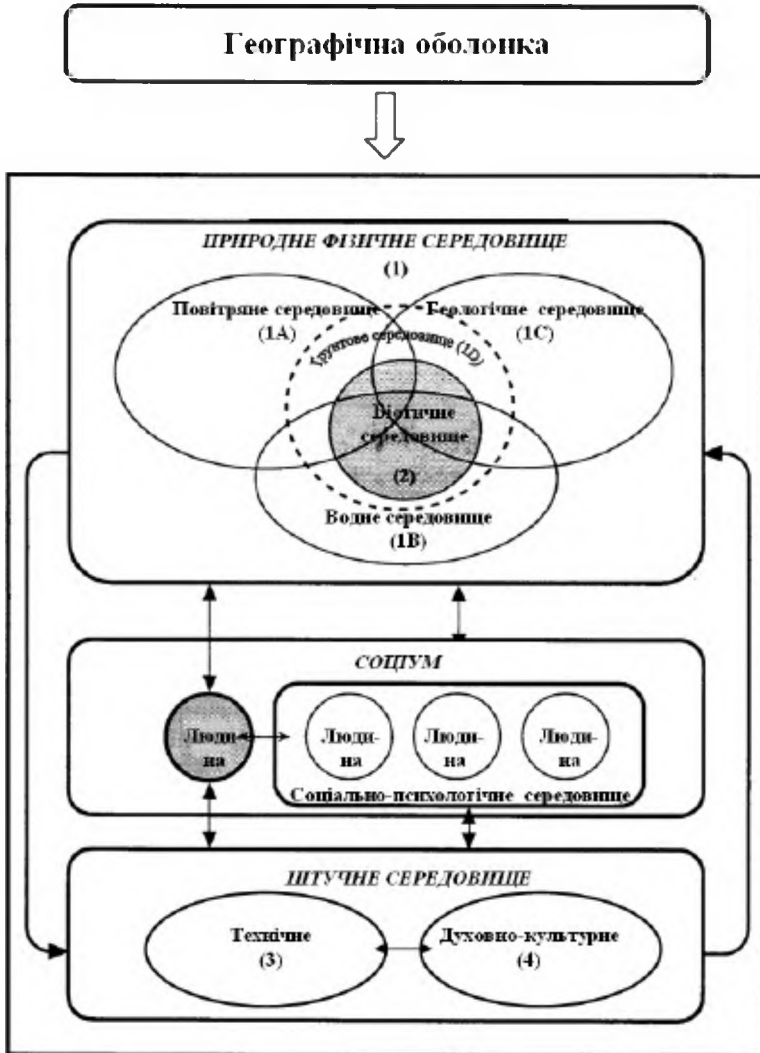 Географічна оболонка
ПРИРОДНЕ ФІЗИЧНЕ СЕРЕДОВИЩЕ
(1)
Повітряне середовище
(1А)
Геологічне середовище
(1С)
Ґрунтове середовище (1D)
Біотичне
середовище
(2)
Водне середовище
(1В)
СОЦІУМ
Люди-
на
Люди-
на
Люди-
на
Люди-
на
Соціально-психологічне середовище
ШТУЧНЕ СЕРЕДОВИЩЕ
Технічне
(3)
Духовно-культурне
(4)